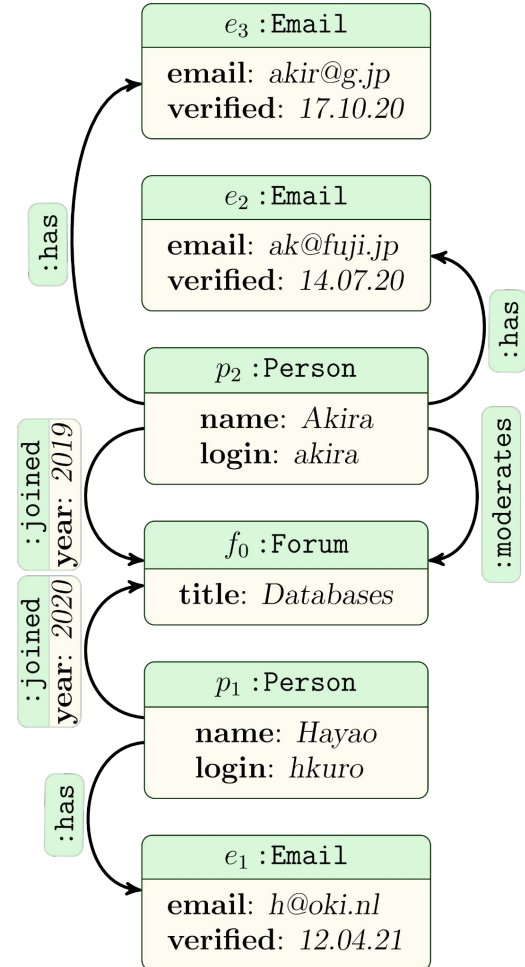 e₃ :Email
email: akir@g.jp
verified: 17.10.20
:has
e₂ :Email
email: ak@fuji.jp
verified: 14.07.20
:has
p₂ :Person
name: Akira
login: akira
:joined
year: 2019
:moderates
f₀ :Forum
title: Databases
:joined
year: 2020
p₁ :Person
name: Hayao
login: hkuro
:has
e₁ :Email
email: h@oki.nl
verified: 12.04.21